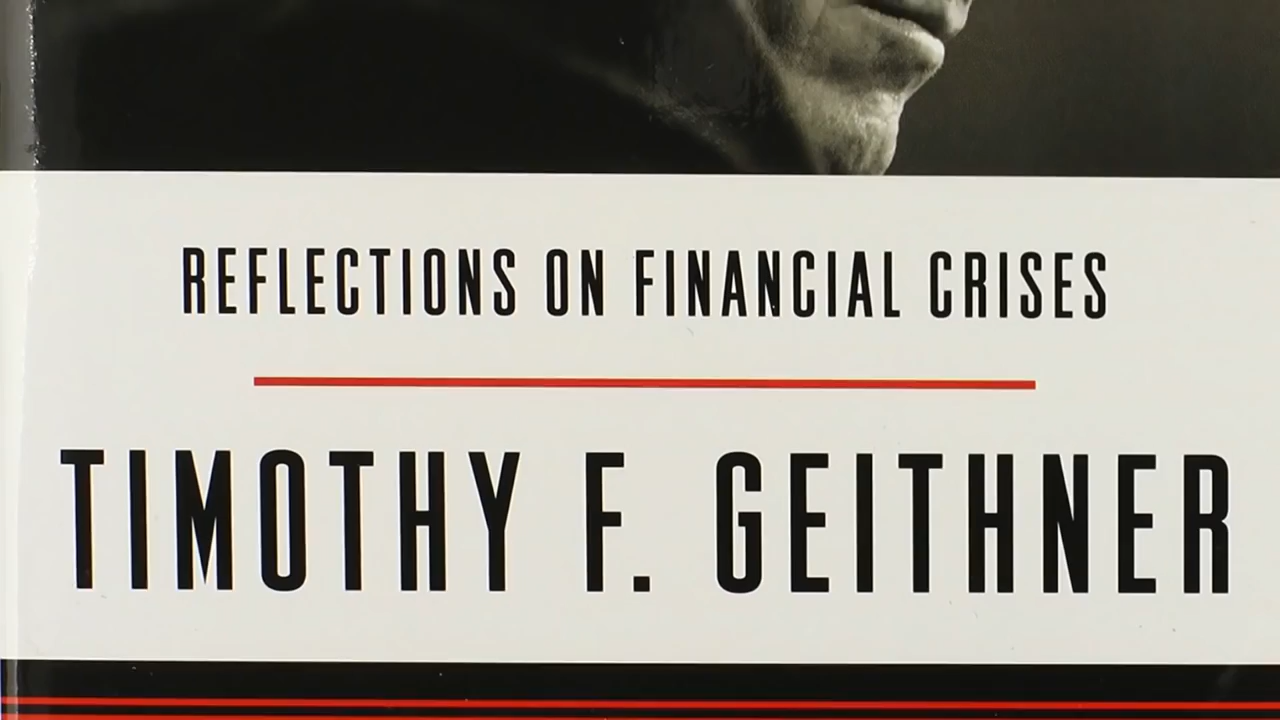 REFLECTIONS ON FINANCIAL CRISES
TIMOTHY F. GEITHNER